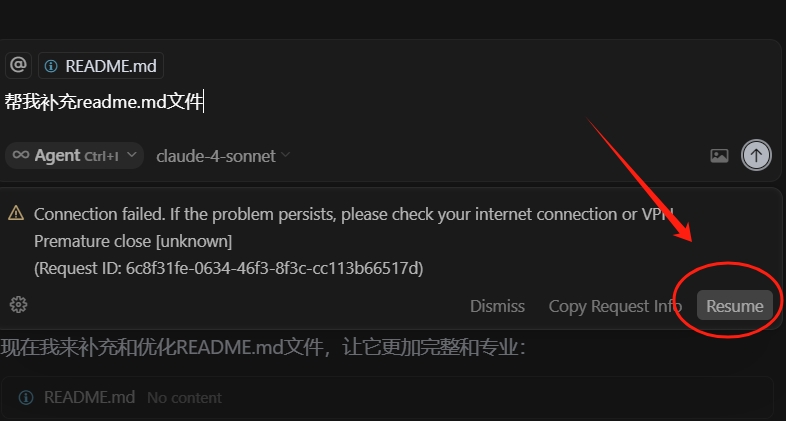 @ README.md
帮我补充readme.md文件
Agent Ctrl+I claude-4-sonnet
Connection failed. If the problem persists, please check your internet connection or VPN
Premature close [unknown]
(Request ID: 6c8f31fe-0634-46f3-8f3c-cc113b66517d)
Dismiss Copy Request Info Resume
现在我来补充和优化README.md文件，让它更加完整和专业：
README.md No content